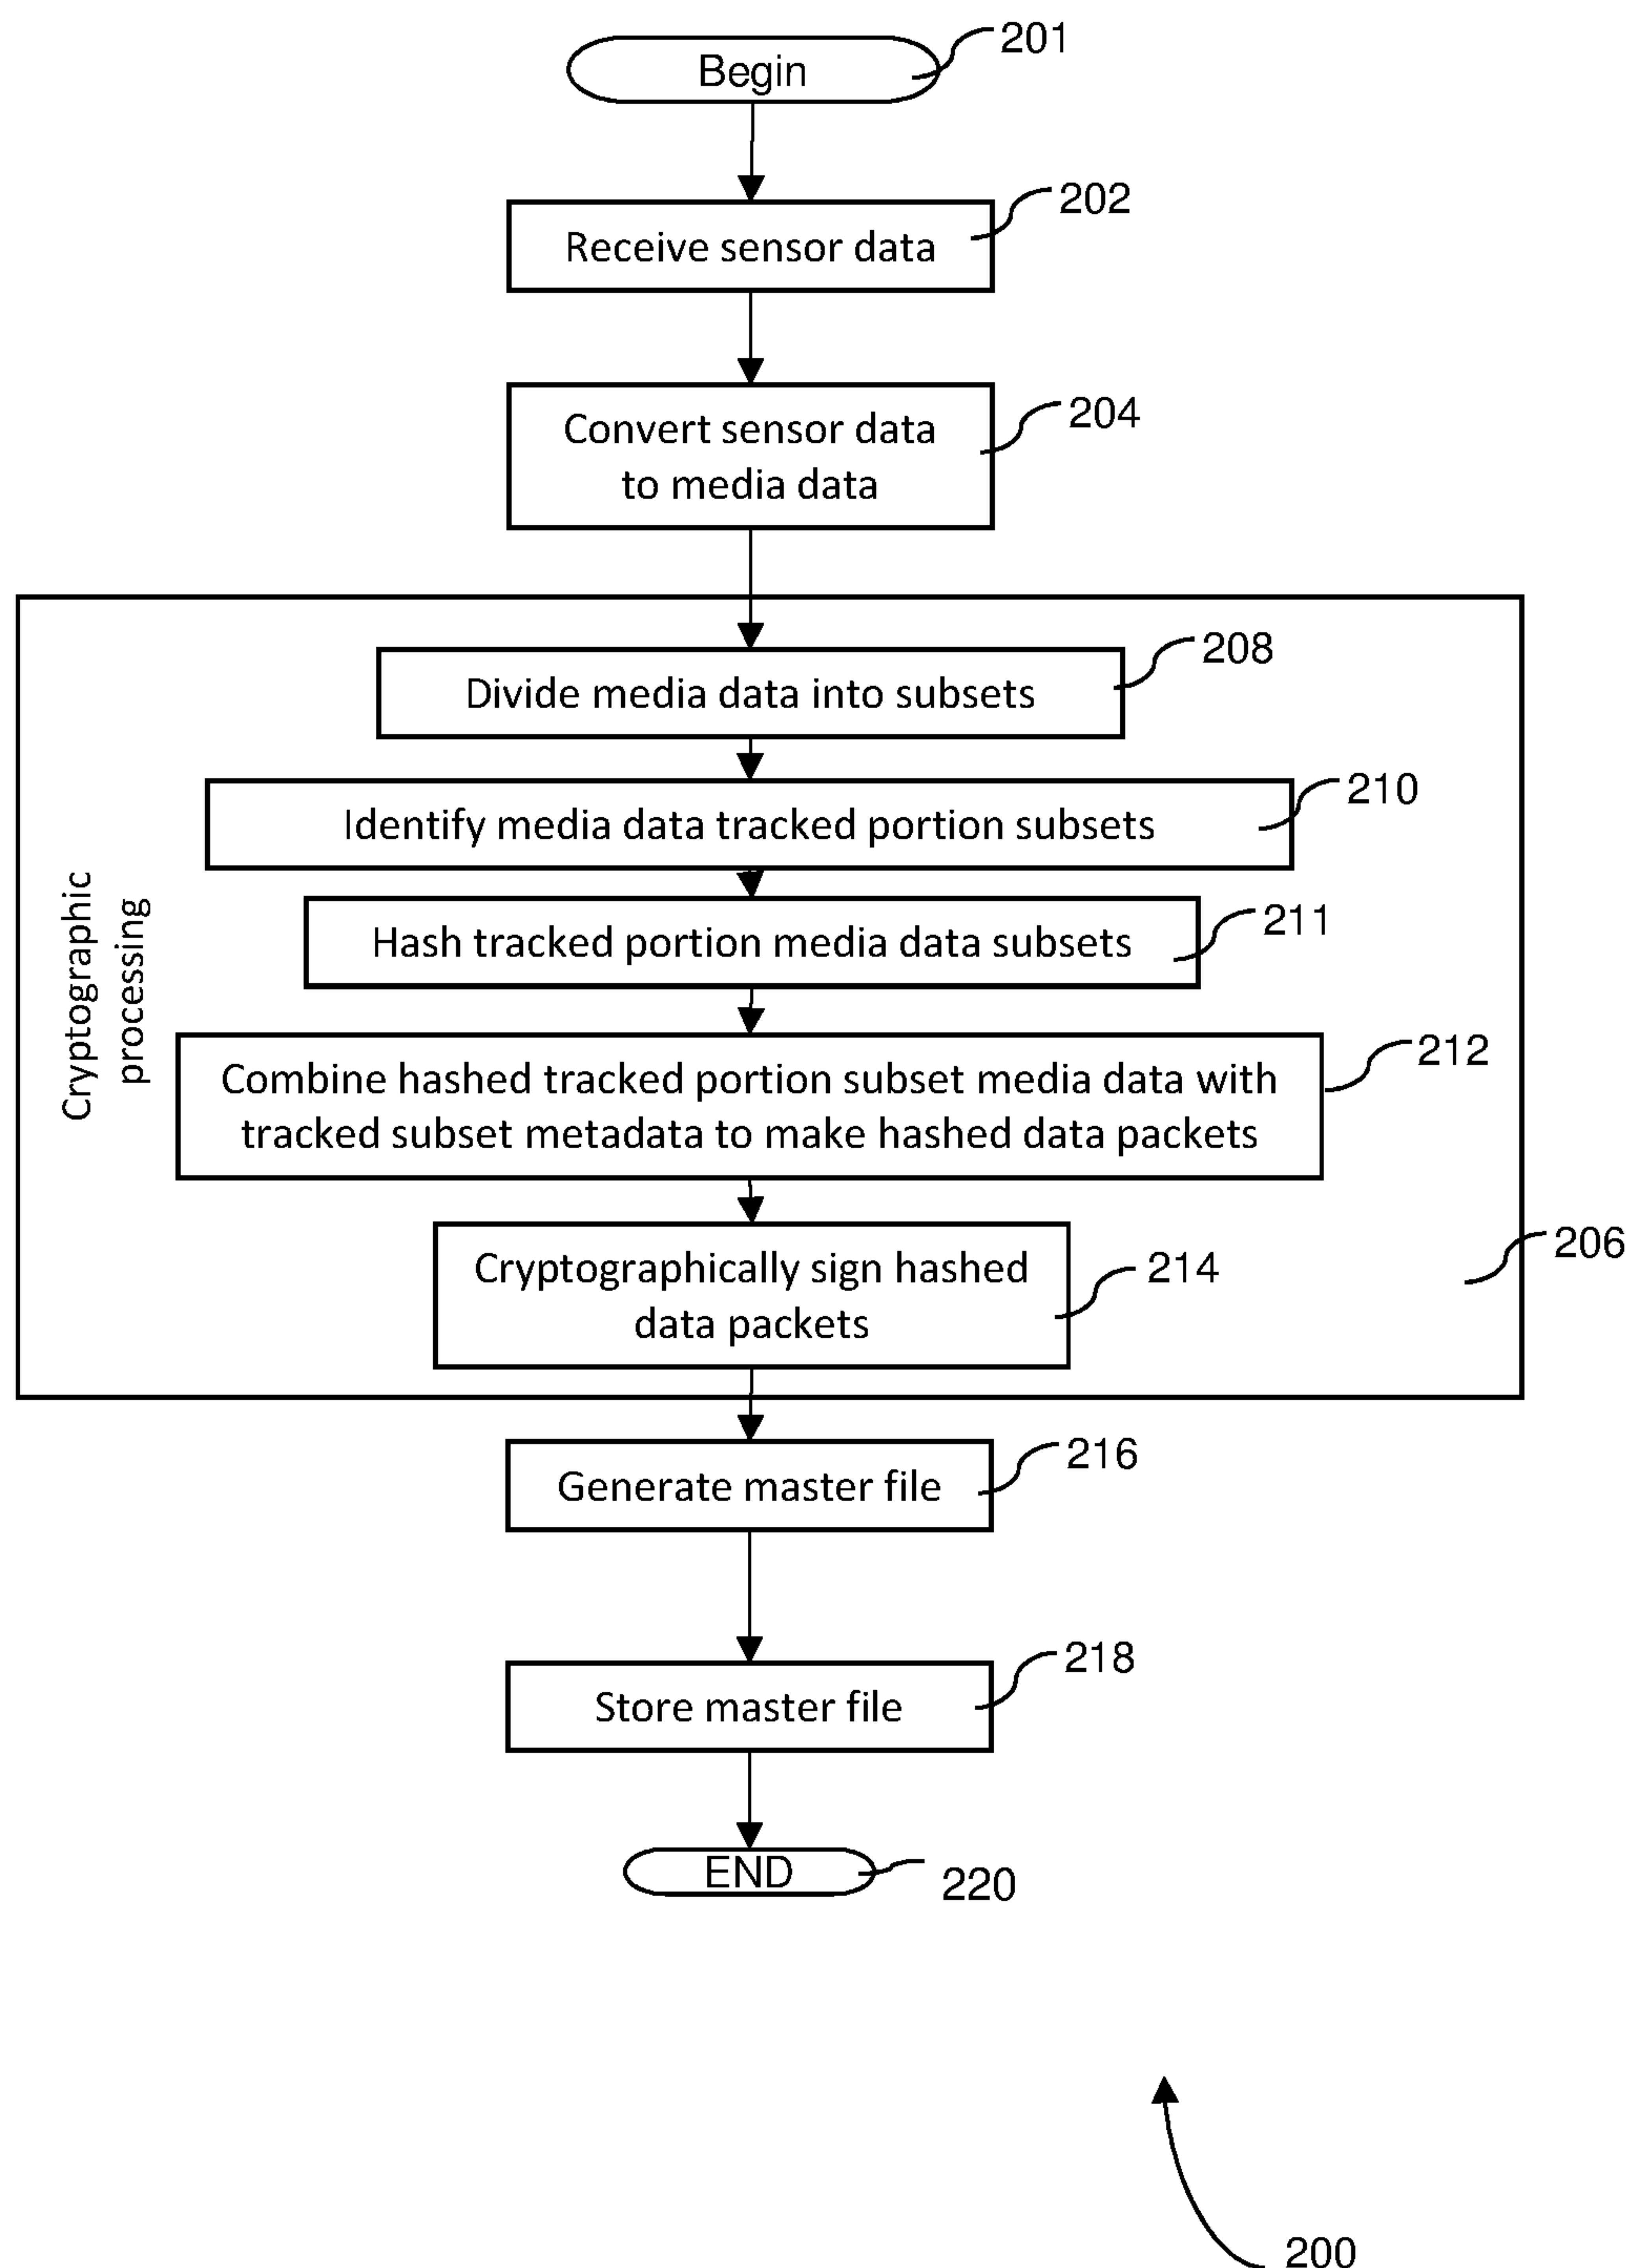 Begin
201
Receive sensor data
202
Convert sensor data
to media data
204
Cryptographic
processing
Divide media data into subsets
208
Identify media data tracked portion subsets
210
Hash tracked portion media data subsets
211
Combine hashed tracked portion subset media data with
tracked subset metadata to make hashed data packets
212
Cryptographically sign hashed
data packets
214
206
Generate master file
216
Store master file
218
END
220
200